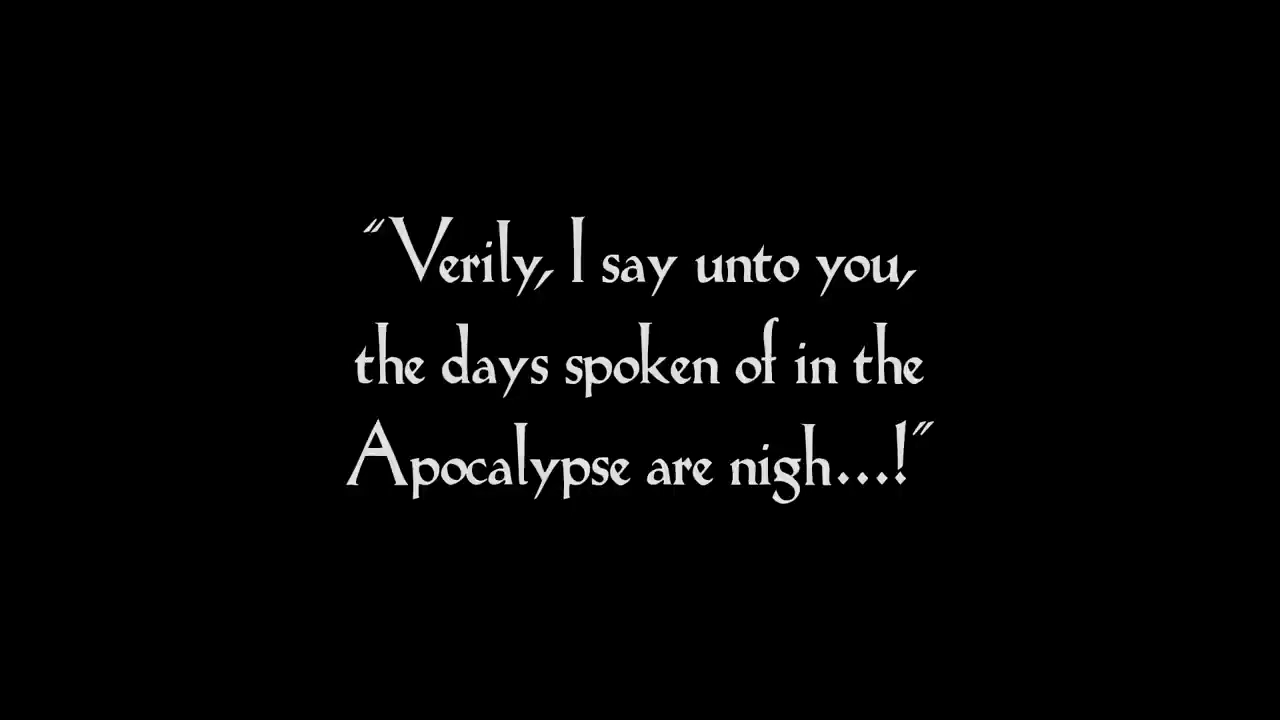 "Verily, I say unto you,
the days spoken of in the
Apocalypse are nigh...!"